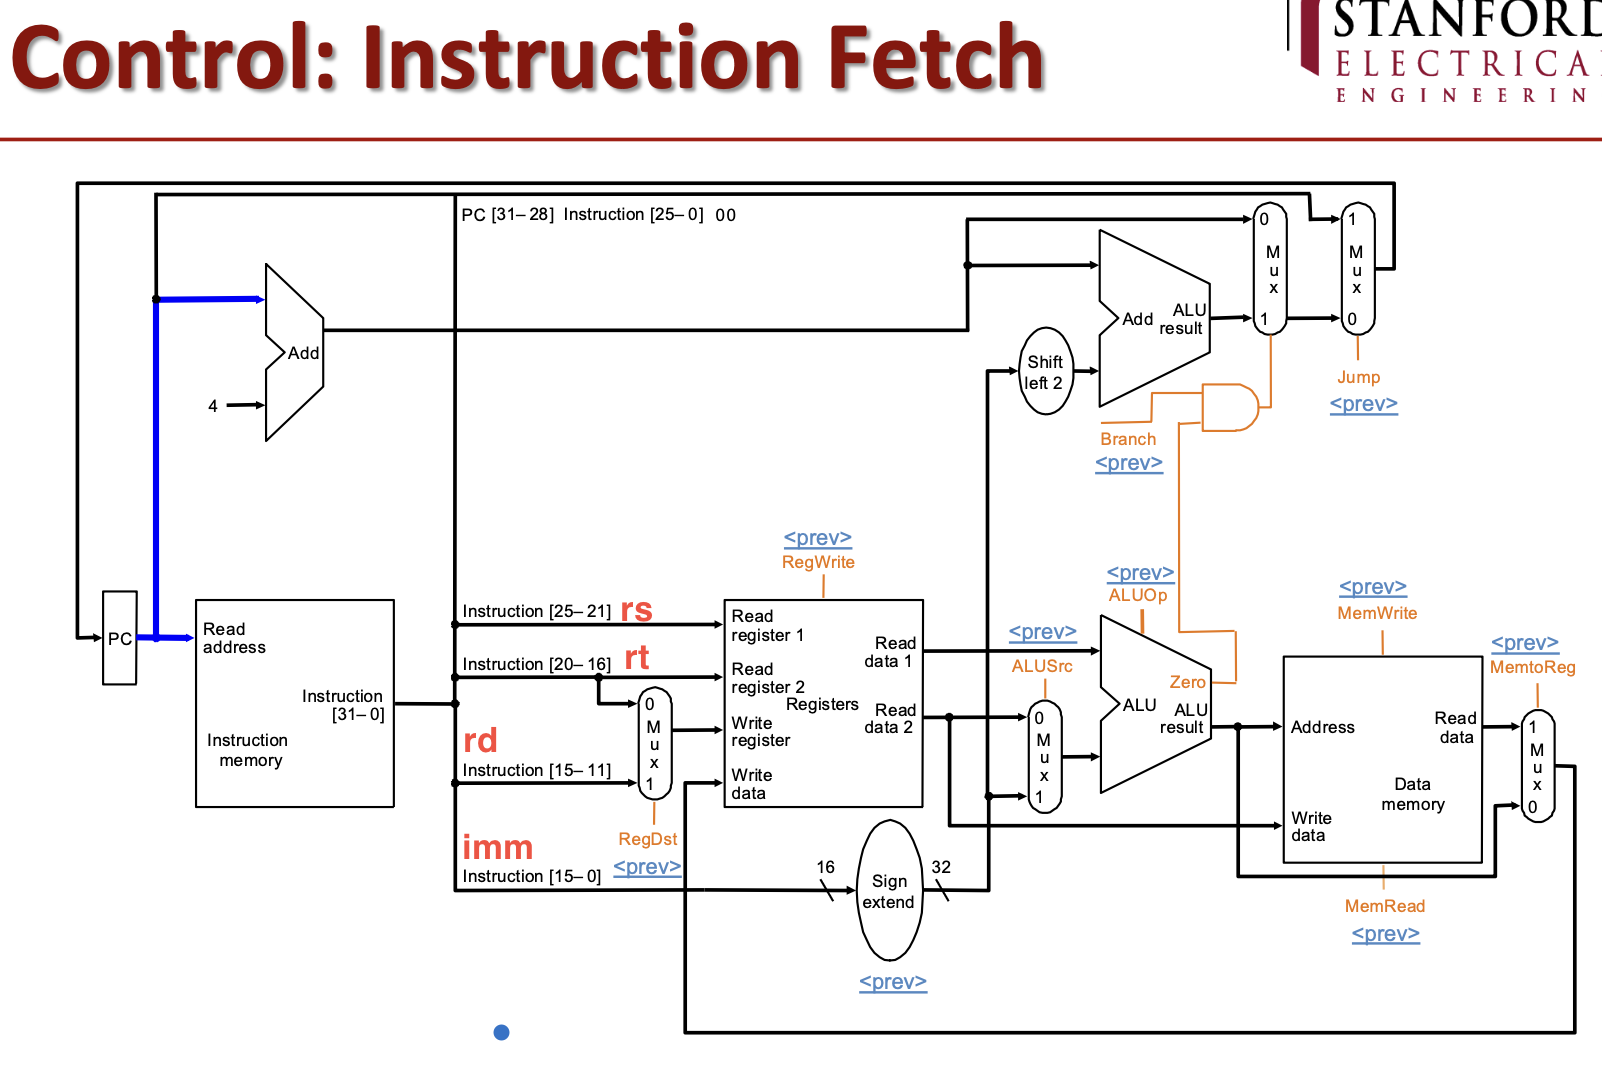 Control: Instruction Fetch
STANFORD
ELECTRICA
ENGINEERIN
PC [31–28] Instruction [25–0] 00
0
M
u
x
1
1
M
u
x
0
Add
ALU
result
Add
4
Shift
left 2
Jump
<prev>
Branch
<prev>
<prev>
RegWrite
<prev>
ALUOp
<prev>
MemWrite
PC
Read
address
Instruction
[31–0]
Instruction
memory
Instruction [25–21] rs
Instruction [20–16] rt
rd
Instruction [15–11]
imm
Instruction [15–0]
0
M
u
x
1
RegDst
<prev>
Read
register 1
Read
register 2
Registers
Write
register
Write
data
Read
data 1
Read
data 2
<prev>
ALUSrc
0
M
u
x
1
Zero
ALU
ALU
result
Address
Read
data
Data
memory
Write
data
<prev>
MemtoReg
1
M
u
x
0
16
Sign
extend
32
<prev>
MemRead
<prev>